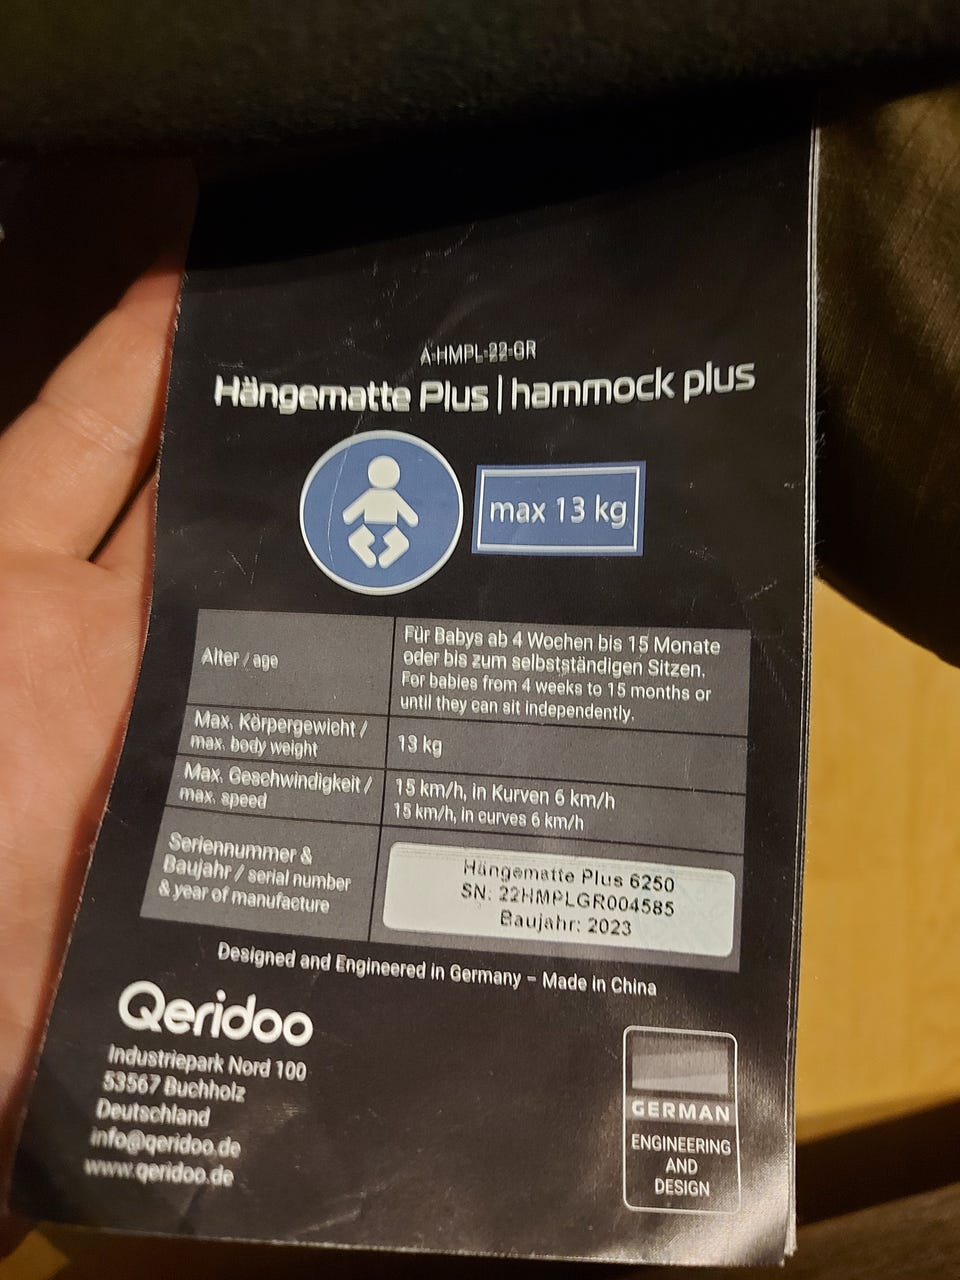 A-HMPL-22-GR
Hängematte Plus | hammock plus
max 13 kg
Alter / age
Für Babys ab 4 Wochen bis 15 Monate
oder bis zum selbstständigen Sitzen.
For babies from 4 weeks to 15 months or
until they can sit independently.
Max. Körpergewicht /
max. body weight
13 kg
Max. Geschwindigkeit /
max. speed
15 km/h, in Kurven 6 km/h
15 km/h, in curves 6 km/h
Seriennummer &
Baujahr / serial number
& year of manufacture
Hängematte Plus 6250
SN: 22HMPLGR004585
Baujahr: 2023
Designed and Engineered in Germany – Made in China
Qeridoo
Industriepark Nord 100
53567 Buchholz
Deutschland
info@qeridoo.de
www.qeridoo.de
GERMAN
ENGINEERING
AND
DESIGN